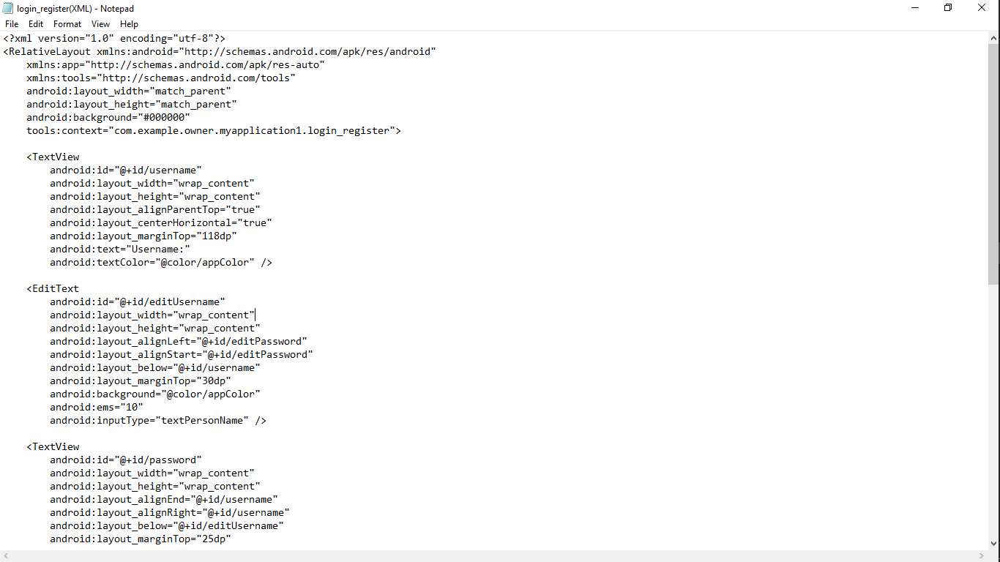 login_register(XML) - Notepad
File Edit Format View Help
<?xml version="1.0" encoding="utf-8"?>
<RelativeLayout xmlns:android="http://schemas.android.com/apk/res/android"
    xmlns:app="http://schemas.android.com/apk/res-auto"
    xmlns:tools="http://schemas.android.com/tools"
    android:layout_width="match_parent"
    android:layout_height="match_parent"
    android:background="#000000"
    tools:context="com.example.owner.myapplication1.login_register">

    <TextView
        android:id="@+id/username"
        android:layout_width="wrap_content"
        android:layout_height="wrap_content"
        android:layout_alignParentTop="true"
        android:layout_centerHorizontal="true"
        android:layout_marginTop="118dp"
        android:text="Username:"
        android:textColor="@color/appColor" />

    <EditText
        android:id="@+id/editUsername"
        android:layout_width="wrap_content"
        android:layout_height="wrap_content"
        android:layout_alignLeft="@+id/editPassword"
        android:layout_alignStart="@+id/editPassword"
        android:layout_below="@+id/username"
        android:layout_marginTop="30dp"
        android:background="@color/appColor"
        android:ems="10"
        android:inputType="textPersonName" />

    <TextView
        android:id="@+id/password"
        android:layout_width="wrap_content"
        android:layout_height="wrap_content"
        android:layout_alignEnd="@+id/username"
        android:layout_alignRight="@+id/username"
        android:layout_below="@+id/editUsername"
        android:layout_marginTop="25dp"